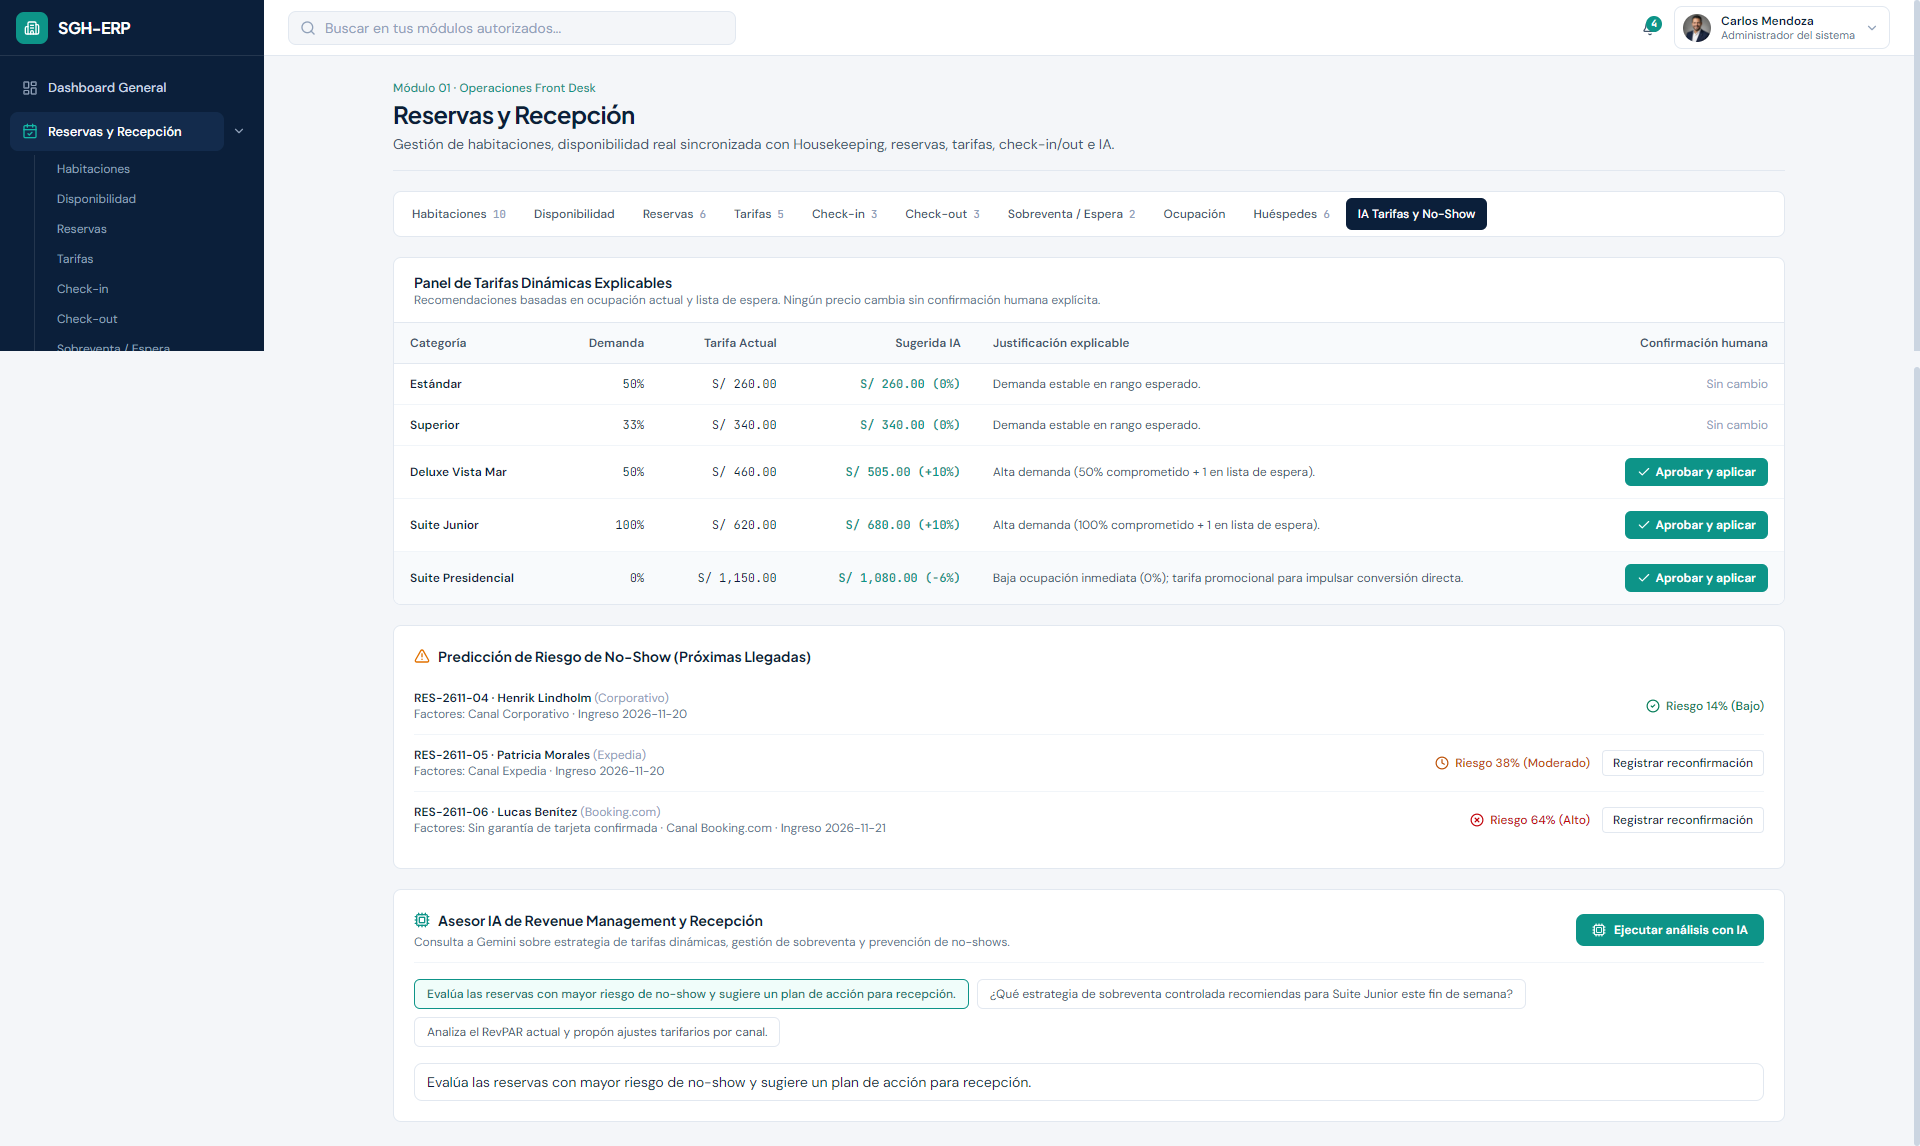 SGH-ERP
Buscar en tus módulos autorizados...
4
Carlos Mendoza
Administrador del sistema
Dashboard General
Reservas y Recepción
Habitaciones
Disponibilidad
Reservas
Tarifas
Check-in
Check-out
Sobreventa / Espera
Módulo 01 · Operaciones Front Desk
Reservas y Recepción
Gestión de habitaciones, disponibilidad real sincronizada con Housekeeping, reservas, tarifas, check-in/out e IA.
Habitaciones 10 Disponibilidad Reservas 6 Tarifas 5 Check-in 3 Check-out 3 Sobreventa / Espera 2 Ocupación Huéspedes 6 IA Tarifas y No-Show
Panel de Tarifas Dinámicas Explicables
Recomendaciones basadas en ocupación actual y lista de espera. Ningún precio cambia sin confirmación humana explícita.
Categoría Demanda Tarifa Actual Sugerida IA Justificación explicable Confirmación humana
Estándar 50% S/ 260.00 S/ 260.00 (0%) Demanda estable en rango esperado. Sin cambio
Superior 33% S/ 340.00 S/ 340.00 (0%) Demanda estable en rango esperado. Sin cambio
Deluxe Vista Mar 50% S/ 460.00 S/ 505.00 (+10%) Alta demanda (50% comprometido + 1 en lista de espera). Aprobar y aplicar
Suite Junior 100% S/ 620.00 S/ 680.00 (+10%) Alta demanda (100% comprometido + 1 en lista de espera). Aprobar y aplicar
Suite Presidencial 0% S/ 1,150.00 S/ 1,080.00 (-6%) Baja ocupación inmediata (0%); tarifa promocional para impulsar conversión directa. Aprobar y aplicar
Predicción de Riesgo de No-Show (Próximas Llegadas)
RES-2611-04 · Henrik Lindholm (Corporativo)
Factores: Canal Corporativo · Ingreso 2026-11-20
Riesgo 14% (Bajo)
RES-2611-05 · Patricia Morales (Expedia)
Factores: Canal Expedia · Ingreso 2026-11-20
Riesgo 38% (Moderado) Registrar reconfirmación
RES-2611-06 · Lucas Benítez (Booking.com)
Factores: Sin garantía de tarjeta confirmada · Canal Booking.com · Ingreso 2026-11-21
Riesgo 64% (Alto) Registrar reconfirmación
Asesor IA de Revenue Management y Recepción
Consulta a Gemini sobre estrategia de tarifas dinámicas, gestión de sobreventa y prevención de no-shows.
Ejecutar análisis con IA
Evalúa las reservas con mayor riesgo de no-show y sugiere un plan de acción para recepción.
¿Qué estrategia de sobreventa controlada recomiendas para Suite Junior este fin de semana?
Analiza el RevPAR actual y propón ajustes tarifarios por canal.
Evalúa las reservas con mayor riesgo de no-show y sugiere un plan de acción para recepción.